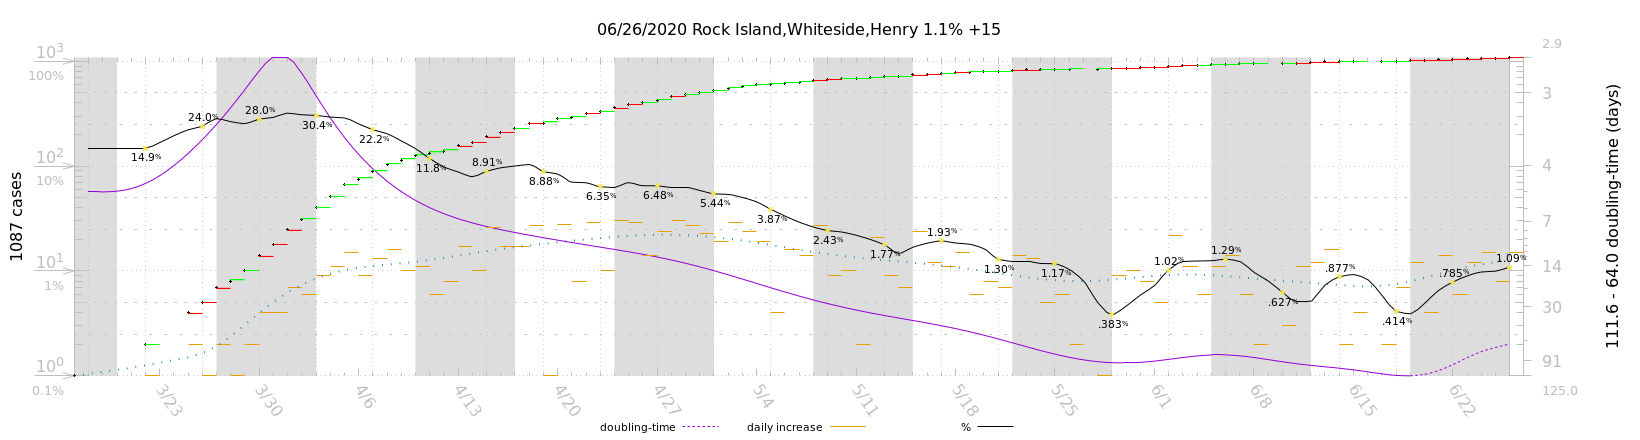 06/26/2020 Rock Island,Whiteside,Henry 1.1% +15
10³ 2.9
100%
3
24.0% 28.0% 30.4% 22.2%
14.9% 11.8% 8.91%
10² 4
10%
8.88% 6.35% 6.48% 5.44% 3.87%
7
2.43% 1.77% 1.93% 1.30% 1.17% 1.02% 1.29% .877% .785% 1.09%
10¹ 14
1%
.383% .627% .414%
30
10⁰ 91
0.1% 125.0
1087 cases
111.6 - 64.0 doubling-time (days)
3/23 3/30 4/6 4/13 4/20 4/27 5/4 5/11 5/18 5/25 6/1 6/8 6/15 6/22
doubling-time daily increase %